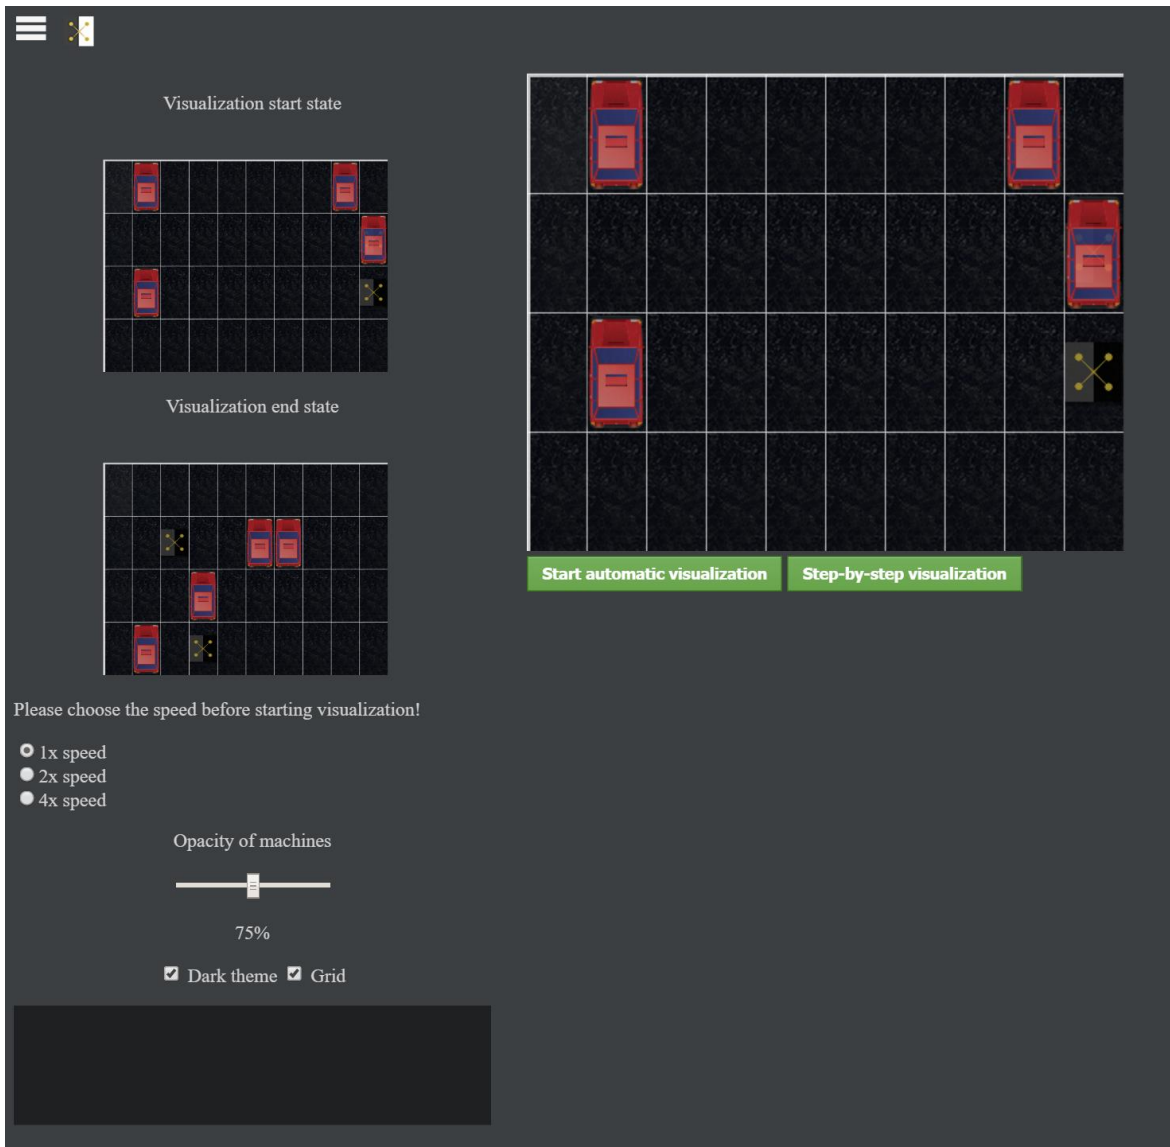 Visualization start state
Visualization end state
Please choose the speed before starting visualization!
1x speed
2x speed
4x speed
Opacity of machines
75%
Dark theme Grid
Start automatic visualization Step-by-step visualization